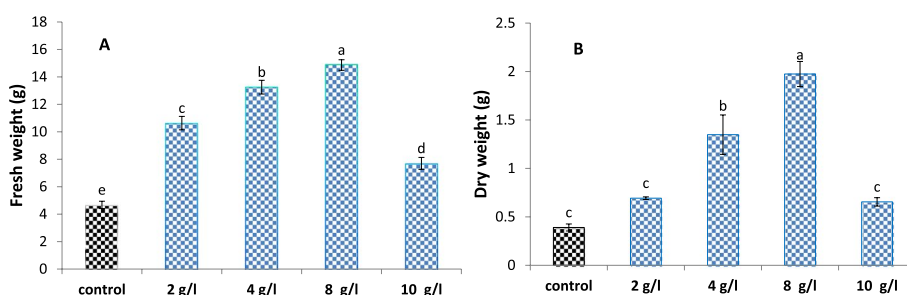 A
Fresh weight (g)
18
16
14
12
10
8
6
4
2
0
e
c
b
a
d
control 2 g/l 4 g/l 8 g/l 10 g/l
B
Dry weight (g)
2.5
2
1.5
1
0.5
0
c
c
b
a
c
control 2 g/l 4 g/l 8 g/l 10 g/l